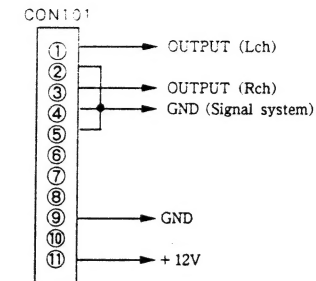 CON101
① OUTPUT (Lch)
②
③ OUTPUT (Rch)
④ GND (Signal system)
⑤
⑥
⑦
⑧
⑨ GND
⑩
⑪ + 12V